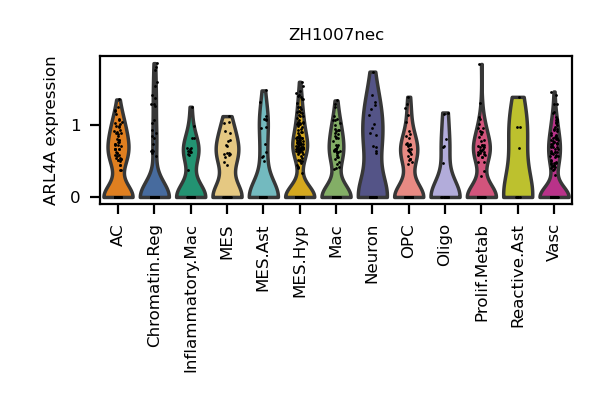 ZH1007nec
ARL4A expression
1
0
AC
Chromatin.Reg
Inflammatory.Mac
MES
MES.Ast
MES.Hyp
Mac
Neuron
OPC
Oligo
Prolif.Metab
Reactive.Ast
Vasc